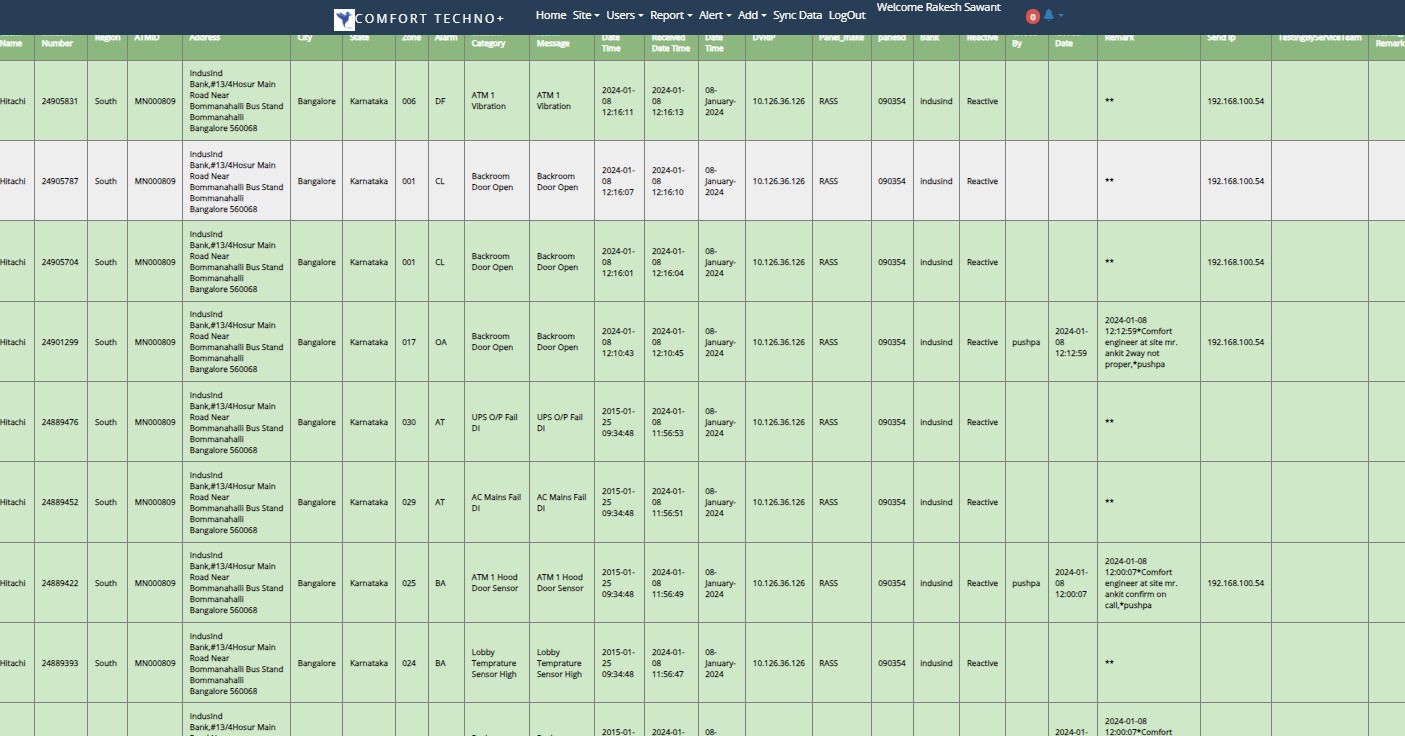 COMFORT TECHNO+ Home Site Users Report Alert Add Sync Data LogOut Welcome Rakesh Sawant 0
Name Number Region ATMID Address City State Zone Alarm Category Message Date Time Received Date Time Date Time DVRIP Panel_make panelid Bank Reactive By Date Remark Send Ip TestingByServiceTeam Remark
Hitachi 24905831 South MN000809 IndusInd
Bank,#13/4Hosur Main
Road Near
Bommanahalli Bus Stand
Bommanahalli
Bangalore 560068
Bangalore Karnataka 006 DF ATM 1
Vibration
ATM 1
Vibration
2024-01-
08
12:16:11
2024-01-
08
12:16:13
08-
January-
2024
10.126.36.126 RASS 090354 indusind Reactive ** 192.168.100.54
Hitachi 24905787 South MN000809 IndusInd
Bank,#13/4Hosur Main
Road Near
Bommanahalli Bus Stand
Bommanahalli
Bangalore 560068
Bangalore Karnataka 001 CL Backroom
Door Open
Backroom
Door Open
2024-01-
08
12:16:07
2024-01-
08
12:16:10
08-
January-
2024
10.126.36.126 RASS 090354 indusind Reactive ** 192.168.100.54
Hitachi 24905704 South MN000809 IndusInd
Bank,#13/4Hosur Main
Road Near
Bommanahalli Bus Stand
Bommanahalli
Bangalore 560068
Bangalore Karnataka 001 CL Backroom
Door Open
Backroom
Door Open
2024-01-
08
12:16:01
2024-01-
08
12:16:04
08-
January-
2024
10.126.36.126 RASS 090354 indusind Reactive ** 192.168.100.54
Hitachi 24901299 South MN000809 IndusInd
Bank,#13/4Hosur Main
Road Near
Bommanahalli Bus Stand
Bommanahalli
Bangalore 560068
Bangalore Karnataka 017 OA Backroom
Door Open
Backroom
Door Open
2024-01-
08
12:10:43
2024-01-
08
12:10:45
08-
January-
2024
10.126.36.126 RASS 090354 indusind Reactive pushpa 2024-01-
08
12:12:59
2024-01-08
12:12:59*Comfort
engineer at site mr.
ankit 2way not
proper,*pushpa
192.168.100.54
Hitachi 24889476 South MN000809 IndusInd
Bank,#13/4Hosur Main
Road Near
Bommanahalli Bus Stand
Bommanahalli
Bangalore 560068
Bangalore Karnataka 030 AT UPS O/P Fail
DI
UPS O/P Fail
DI
2015-01-
25
09:34:48
2024-01-
08
11:56:53
08-
January-
2024
10.126.36.126 RASS 090354 indusind Reactive **
Hitachi 24889452 South MN000809 IndusInd
Bank,#13/4Hosur Main
Road Near
Bommanahalli Bus Stand
Bommanahalli
Bangalore 560068
Bangalore Karnataka 029 AT AC Mains Fail
DI
AC Mains Fail
DI
2015-01-
25
09:34:48
2024-01-
08
11:56:51
08-
January-
2024
10.126.36.126 RASS 090354 indusind Reactive **
Hitachi 24889422 South MN000809 IndusInd
Bank,#13/4Hosur Main
Road Near
Bommanahalli Bus Stand
Bommanahalli
Bangalore 560068
Bangalore Karnataka 025 BA ATM 1 Hood
Door Sensor
ATM 1 Hood
Door Sensor
2015-01-
25
09:34:48
2024-01-
08
11:56:49
08-
January-
2024
10.126.36.126 RASS 090354 indusind Reactive pushpa 2024-01-
08
12:00:07
2024-01-08
12:00:07*Comfort
engineer at site mr.
ankit confirm on
call,*pushpa
192.168.100.54
Hitachi 24889393 South MN000809 IndusInd
Bank,#13/4Hosur Main
Road Near
Bommanahalli Bus Stand
Bommanahalli
Bangalore 560068
Bangalore Karnataka 024 BA Lobby
Temprature
Sensor High
Lobby
Temprature
Sensor High
2015-01-
25
09:34:48
2024-01-
08
11:56:47
08-
January-
2024
10.126.36.126 RASS 090354 indusind Reactive **
IndusInd
Bank,#13/4Hosur Main
2015-01-
2024-01-
08-
2024-01-
2024-01-08
12:00:07*Comfort